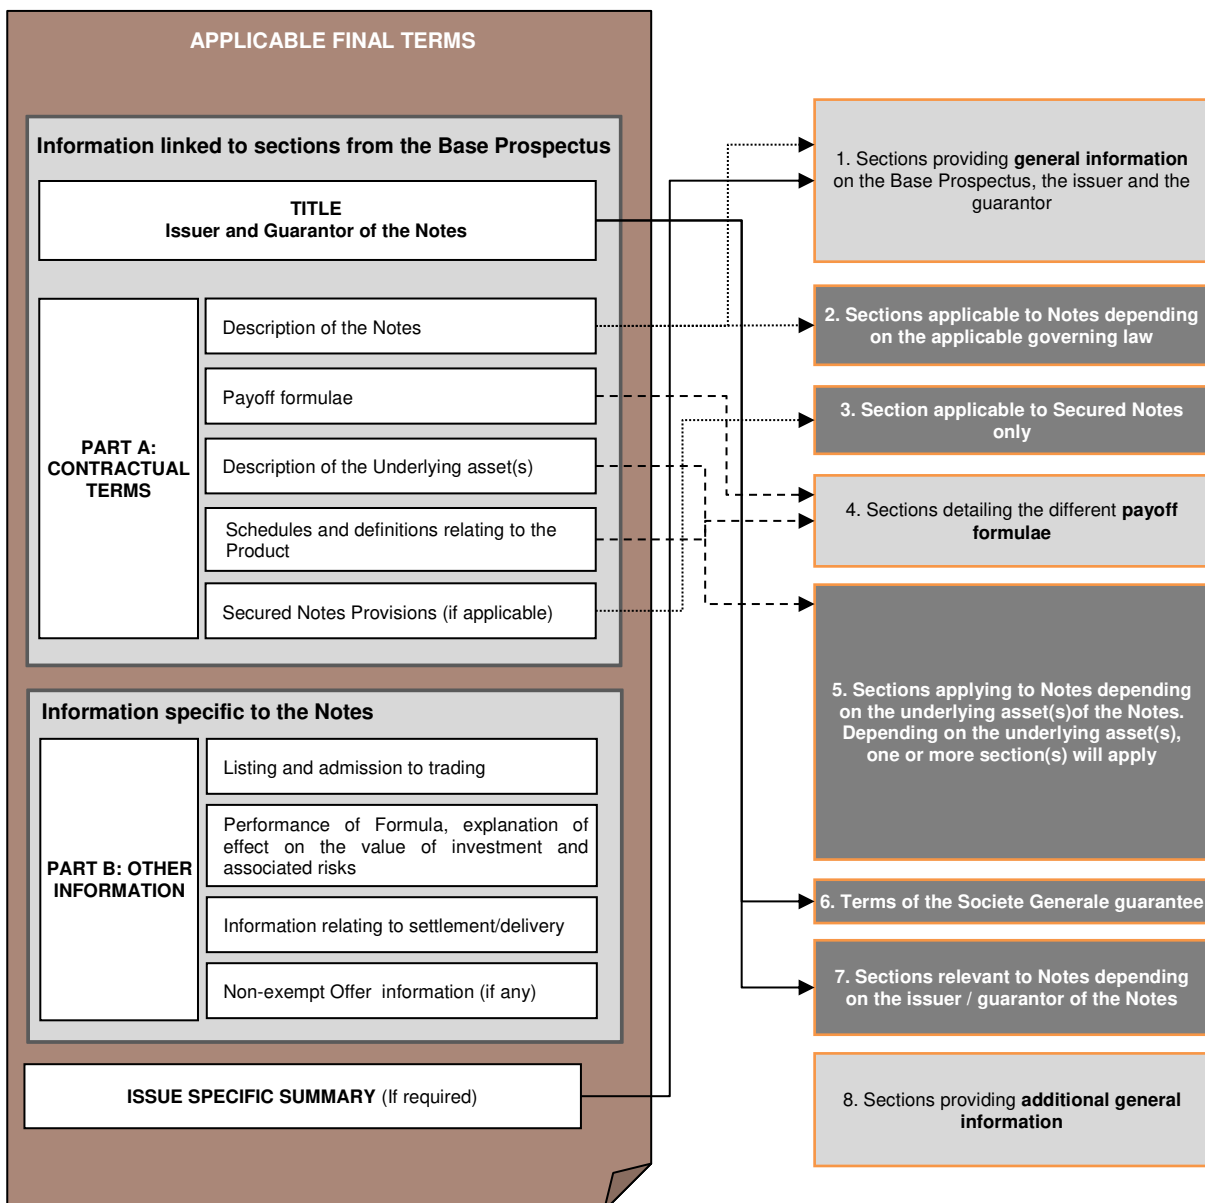 APPLICABLE FINAL TERMS
Information linked to sections from the Base Prospectus
TITLE
Issuer and Guarantor of the Notes
PART A:
CONTRACTUAL
TERMS
Description of the Notes
Payoff formulae
Description of the Underlying asset(s)
Schedules and definitions relating to the
Product
Secured Notes Provisions (if applicable)
Information specific to the Notes
PART B: OTHER
INFORMATION
Listing and admission to trading
Performance of Formula, explanation of
effect on the value of investment and
associated risks
Information relating to settlement/delivery
Non-exempt Offer information (if any)
ISSUE SPECIFIC SUMMARY (If required)
1. Sections providing general information
on the Base Prospectus, the issuer and the
guarantor
2. Sections applicable to Notes depending
on the applicable governing law
3. Section applicable to Secured Notes
only
4. Sections detailing the different payoff
formulae
5. Sections applying to Notes depending
on the underlying asset(s)of the Notes.
Depending on the underlying asset(s),
one or more section(s) will apply
6. Terms of the Societe Generale guarantee
7. Sections relevant to Notes depending
on the issuer / guarantor of the Notes
8. Sections providing additional general
information